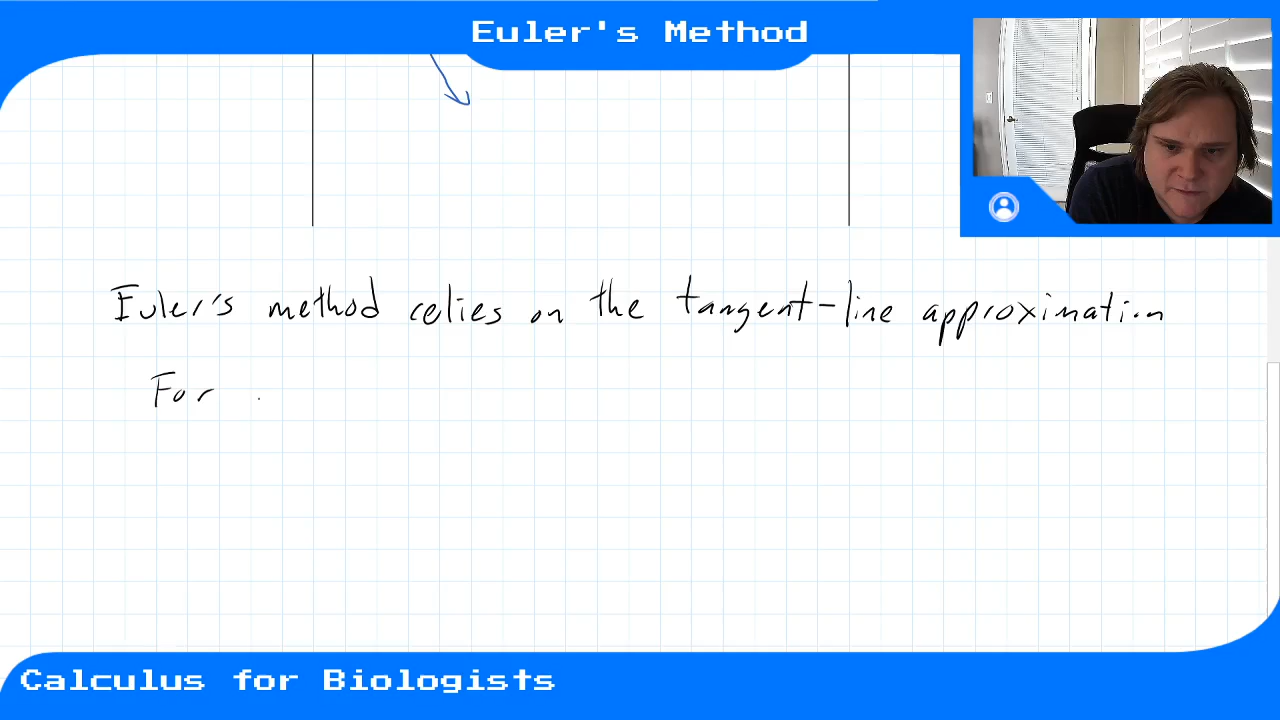 Euler's Method
Euler's method relies on the tangent-line approximation
For
Calculus for Biologists